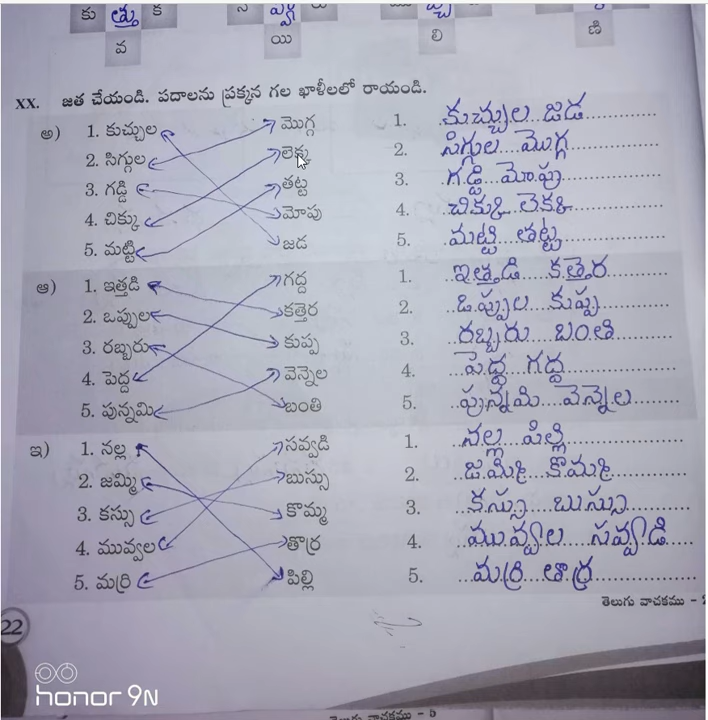 కు త్తు క
వ
యి
లి
ణి
XX. జత చేయండి. పదాలను ప్రక్కన గల ఖాళీలలో రాయండి.
అ) 1. కుచ్చుల మొగ్గ 1. కుచ్చుల జడ
2. సిగ్గుల లెక్క 2. సిగ్గుల మొగ్గ
3. గడ్డి తట్ట 3. గడ్డి మోపు
4. చిక్కు మోపు 4. చిక్కు లెక్క
5. మట్టి జడ 5. మట్టి తట్ట
ఆ) 1. ఇత్తడి గద్ద 1. ఇత్తడి కత్తెర
2. ఒప్పుల కత్తెర 2. ఒప్పుల కుప్ప
3. రబ్బరు కుప్ప 3. రబ్బరు బంతి
4. పెద్ద వెన్నెల 4. పెద్ద గద్ద
5. పున్నమి బంతి 5. పున్నమి వెన్నెల
ఇ) 1. నల్ల సవ్వడి 1. నల్ల పిల్లి
2. జమ్మి బుస్సు 2. జమ్మి కొమ్మ
3. కస్సు కొమ్మ 3. కస్సు బుస్సు
4. మువ్వల తొర్ర 4. మువ్వల సవ్వడి
5. మర్రి పిల్లి 5. మర్రి తొర్ర
తెలుగు వాచకము -
22
honor 9N
తెలుగు వాచకము - 5